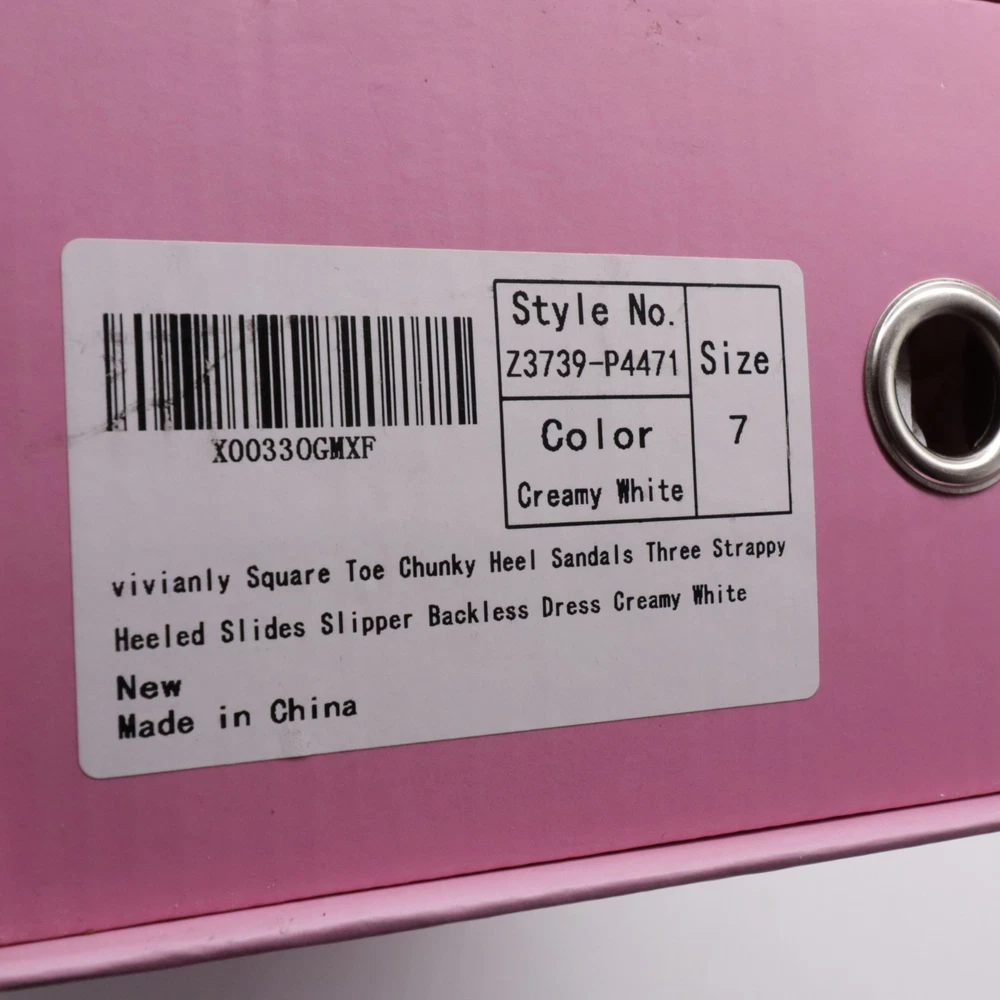 X00330GMXF
Style No.
Z3739-P4471
Color
Creamy White
Size
7
vivianly Square Toe Chunky Heel Sandals Three Strappy
Heeled Slides Slipper Backless Dress Creamy White
New
Made in China